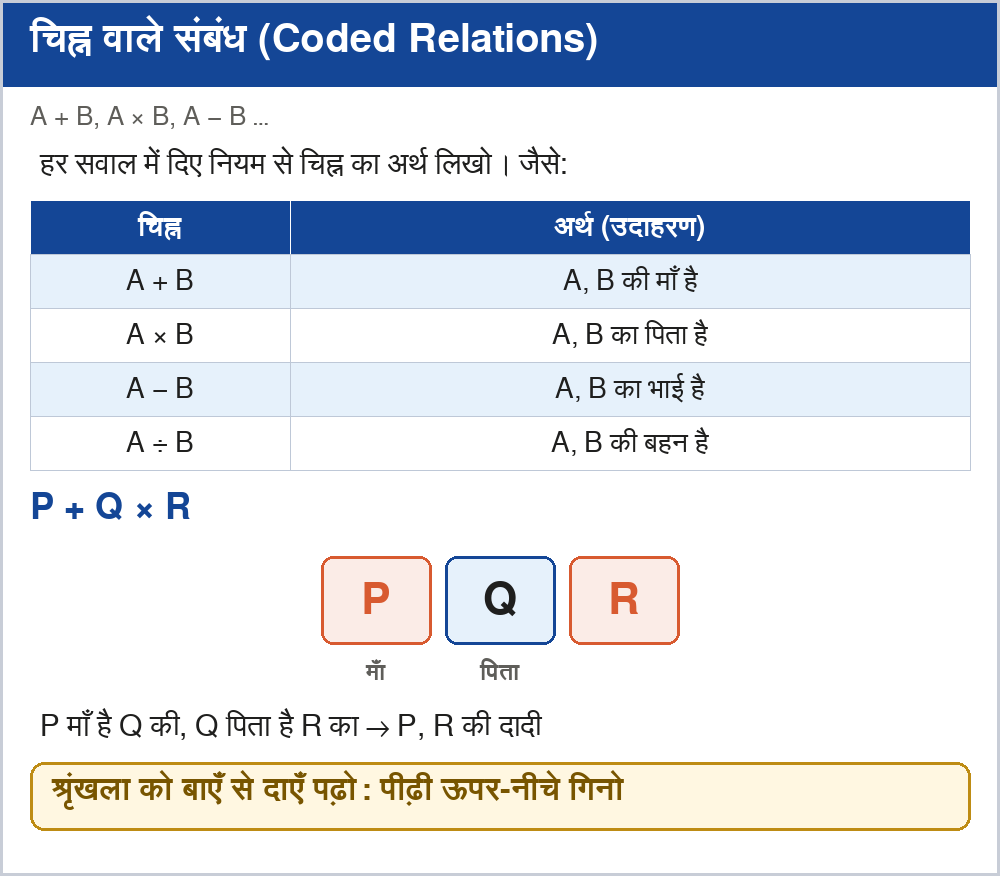 चिह्न वाले संबंध (Coded Relations)
A + B, A × B, A − B ...
हर सवाल में दिए नियम से चिह्न का अर्थ लिखो । जैसे:
चिह्न अर्थ (उदाहरण)
A + B A, B की माँ है
A × B A, B का पिता है
A − B A, B का भाई है
A ÷ B A, B की बहन है
P + Q × R
P Q R
माँ पिता
P माँ है Q की, Q पिता है R का → P, R की दादी
श्रृंखला को बाएँ से दाएँ पढ़ो : पीढ़ी ऊपर-नीचे गिनो